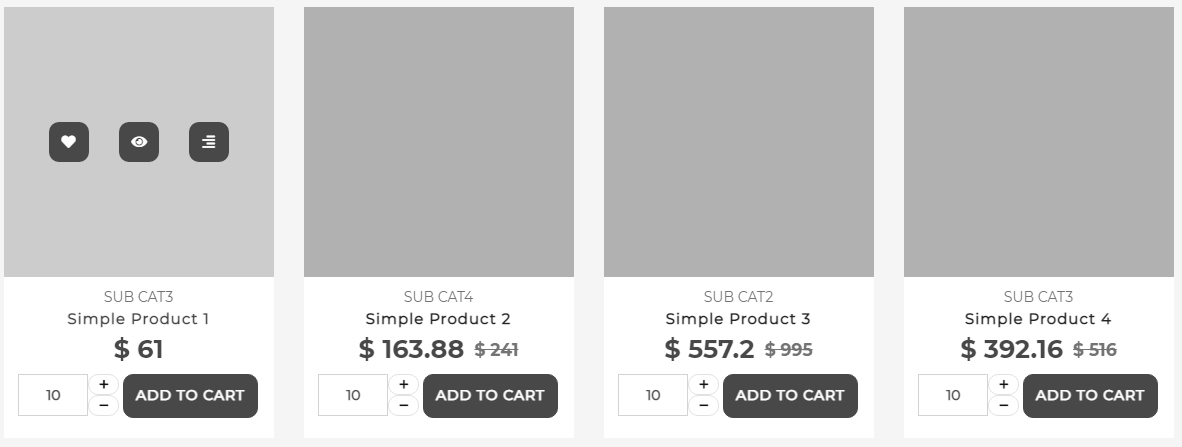 SUB CAT3
Simple Product 1
$ 61
10 + − ADD TO CART
SUB CAT4
Simple Product 2
$ 163.88 $ 241
10 + − ADD TO CART
SUB CAT2
Simple Product 3
$ 557.2 $ 995
10 + − ADD TO CART
SUB CAT3
Simple Product 4
$ 392.16 $ 516
10 + − ADD TO CART